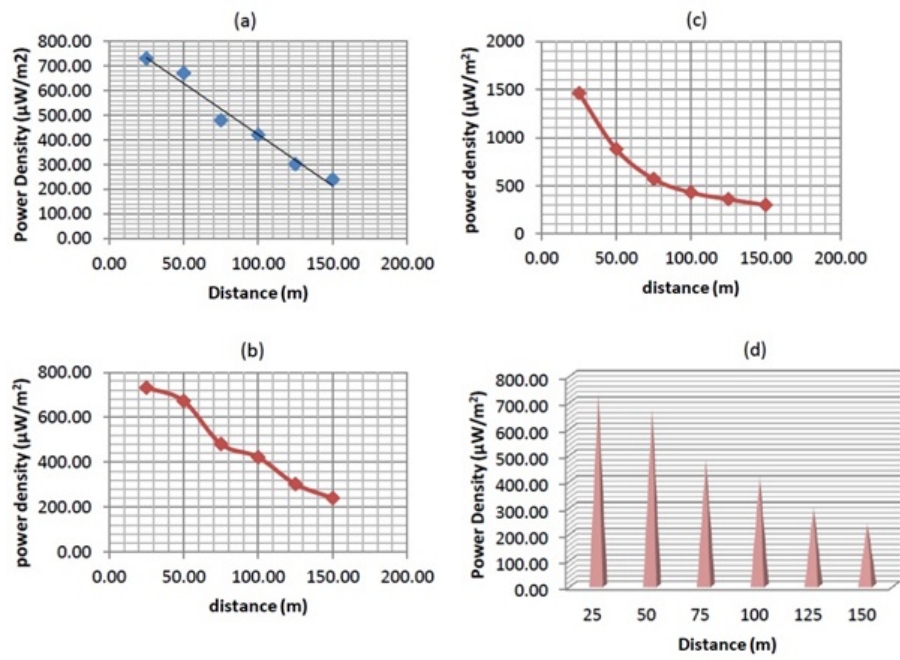 (a)
Power Density (µW/m2)
800.00
700.00
600.00
500.00
400.00
300.00
200.00
100.00
0.00
0.00 50.00 100.00 150.00 200.00
Distance (m)
(c)
power density (µW/m²)
2000
1500
1000
500
0
0.00 50.00 100.00 150.00 200.00
distance (m)
(b)
power density (µW/m²)
800.00
600.00
400.00
200.00
0.00
0.00 50.00 100.00 150.00 200.00
distance (m)
(d)
Power Density (µW/m²)
800.00
700.00
600.00
500.00
400.00
300.00
200.00
100.00
0.00
25 50 75 100 125 150
Distance (m)